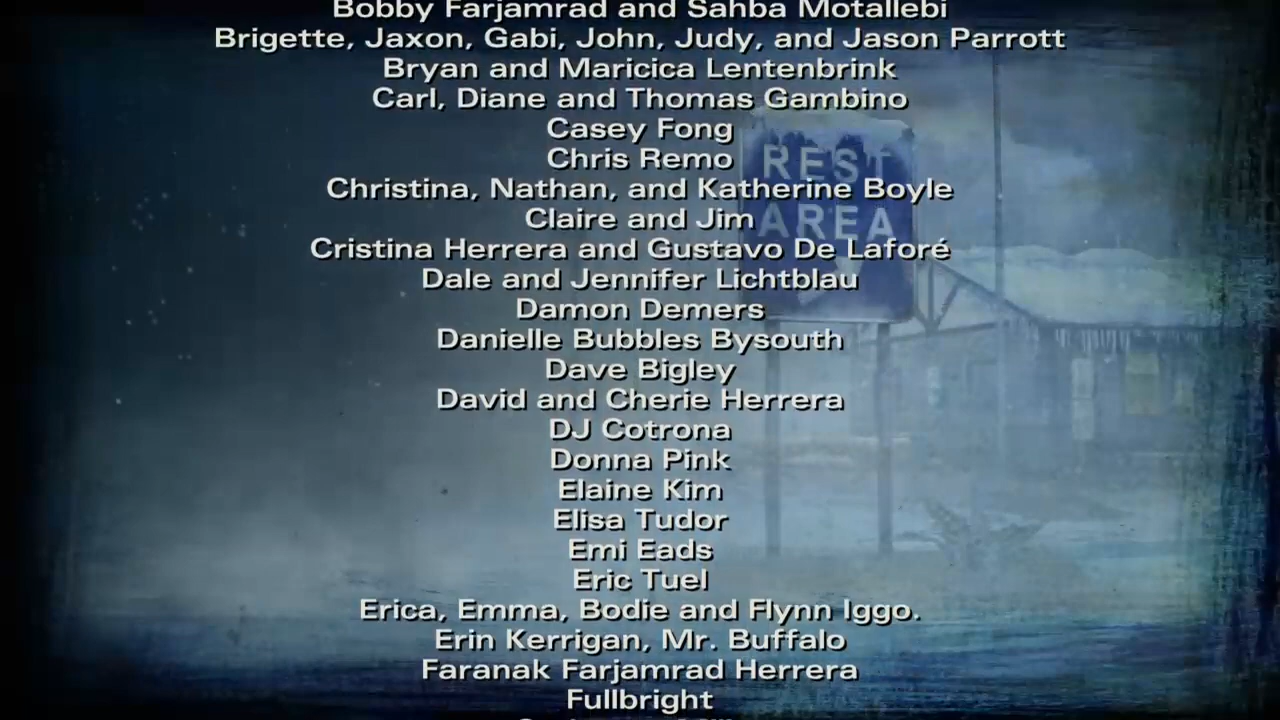 Bobby Farjamrad and Sahba Motallebi
Brigette, Jaxon, Gabi, John, Judy, and Jason Parrott
Bryan and Maricica Lentenbrink
Carl, Diane and Thomas Gambino
Casey Fong
Chris Remo
Christina, Nathan, and Katherine Boyle
Claire and Jim
Cristina Herrera and Gustavo De Laforé
Dale and Jennifer Lichtblau
Damon Demers
Danielle Bubbles Bysouth
Dave Bigley
David and Cherie Herrera
DJ Cotrona
Donna Pink
Elaine Kim
Elisa Tudor
Emi Eads
Eric Tuel
Erica, Emma, Bodie and Flynn Iggo.
Erin Kerrigan, Mr. Buffalo
Faranak Farjamrad Herrera
Fullbright
REST
AREA